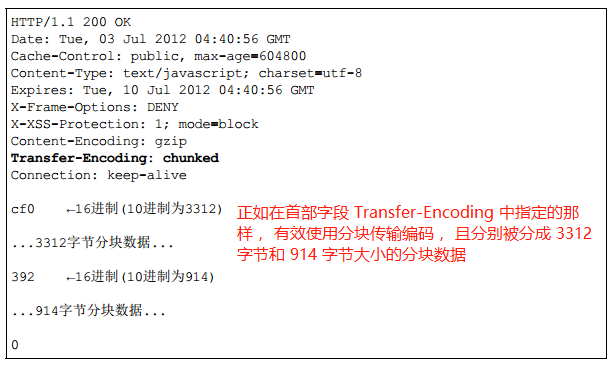 HTTP/1.1 200 OK
Date: Tue, 03 Jul 2012 04:40:56 GMT
Cache-Control: public, max-age=604800
Content-Type: text/javascript; charset=utf-8
Expires: Tue, 10 Jul 2012 04:40:56 GMT
X-Frame-Options: DENY
X-XSS-Protection: 1; mode=block
Content-Encoding: gzip
Transfer-Encoding: chunked
Connection: keep-alive
cf0 ←16进制(10进制为3312)
...3312字节分块数据...
392 ←16进制(10进制为914)
...914字节分块数据...
0
正如在首部字段 Transfer-Encoding 中指定的那
样 ，有效使用分块传输编码 ，且分别被分成 3312
字节和 914 字节大小的分块数据